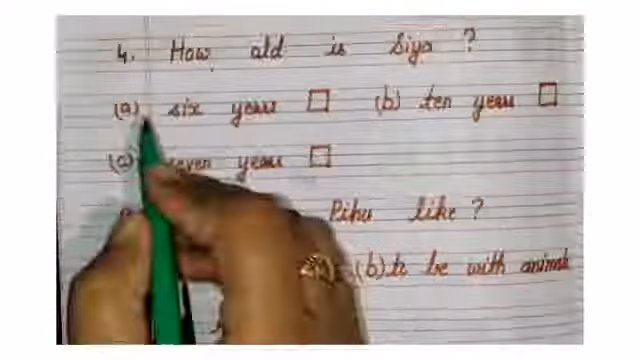 4. How old is Siya ?
(a) six years (b) ten years
(c) seven years
Pihu like ?
(b) to be with animals